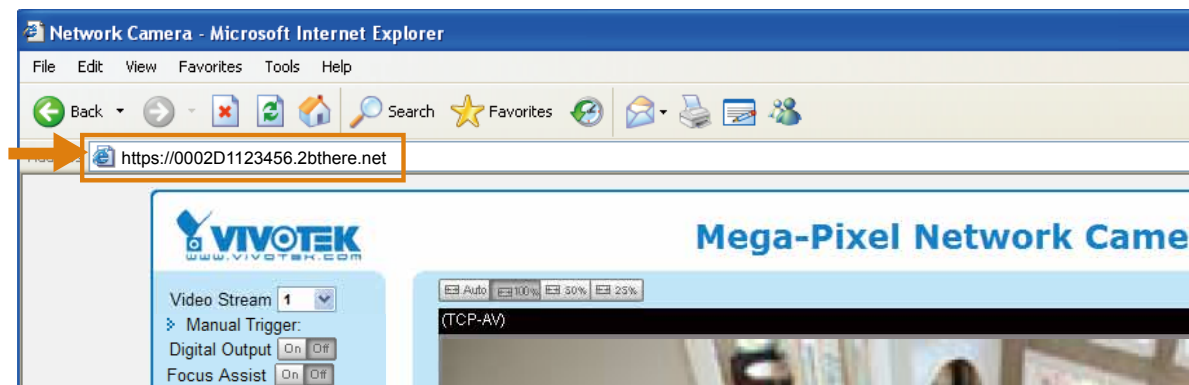 Network Camera - Microsoft Internet Explorer
File Edit View Favorites Tools Help
Back Search Favorites
https://0002D1123456.2bthere.net
VIVOTEK
www.vivotek.com
Mega-Pixel Network Came
Auto 100% 50% 25%
Video Stream 1
(TCP-AV)
Manual Trigger:
Digital Output On Off
Focus Assist On Off